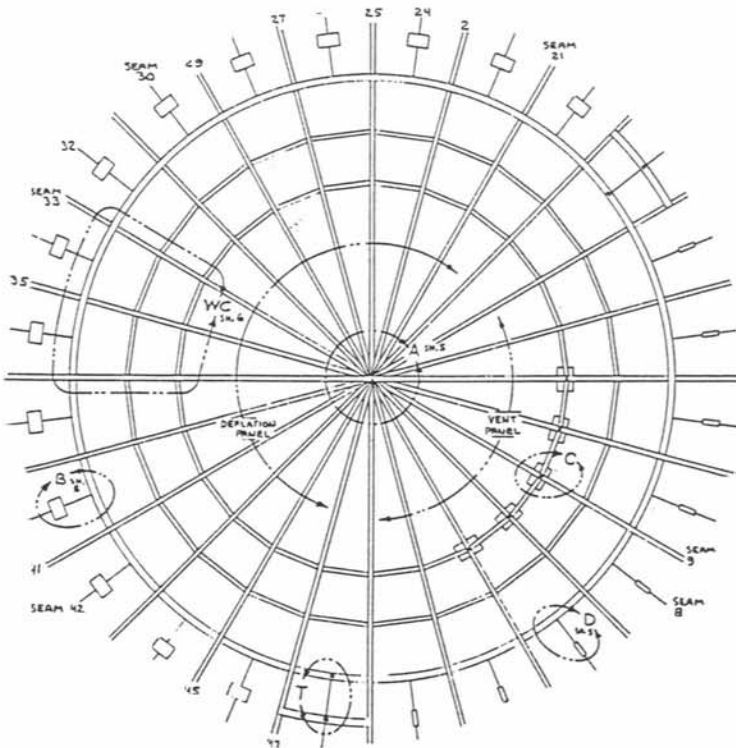 27
25
24
2
29
SEAM
21
SEAM
30
32
SEAM
33
35
WC
SH. 6
A SH. 5
DEFLATION
PANEL
VENT
PANEL
B
SH.
C
SEAM
9
41
SEAM 42
SEAM
8
D
SH. 5
T
45
47